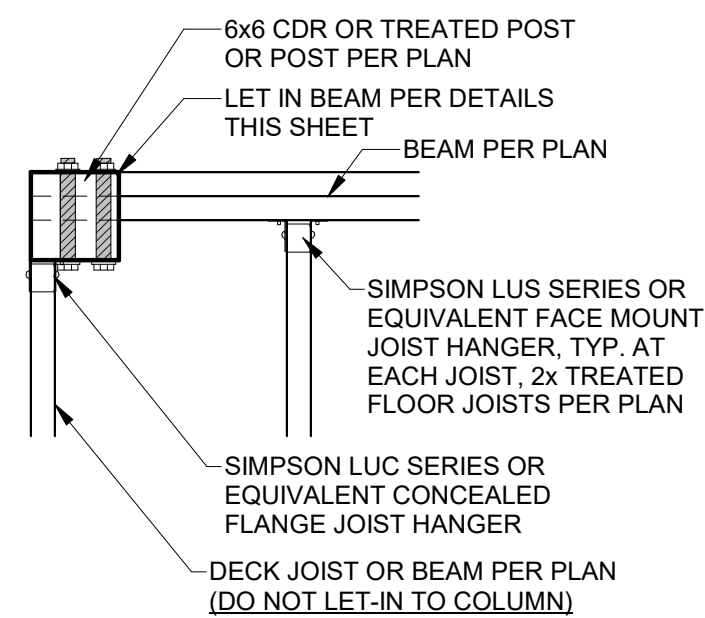 6x6 CDR OR TREATED POST
OR POST PER PLAN
LET IN BEAM PER DETAILS
THIS SHEET
BEAM PER PLAN
SIMPSON LUS SERIES OR
EQUIVALENT FACE MOUNT
JOIST HANGER, TYP. AT
EACH JOIST, 2x TREATED
FLOOR JOISTS PER PLAN
SIMPSON LUC SERIES OR
EQUIVALENT CONCEALED
FLANGE JOIST HANGER
DECK JOIST OR BEAM PER PLAN
(DO NOT LET-IN TO COLUMN)